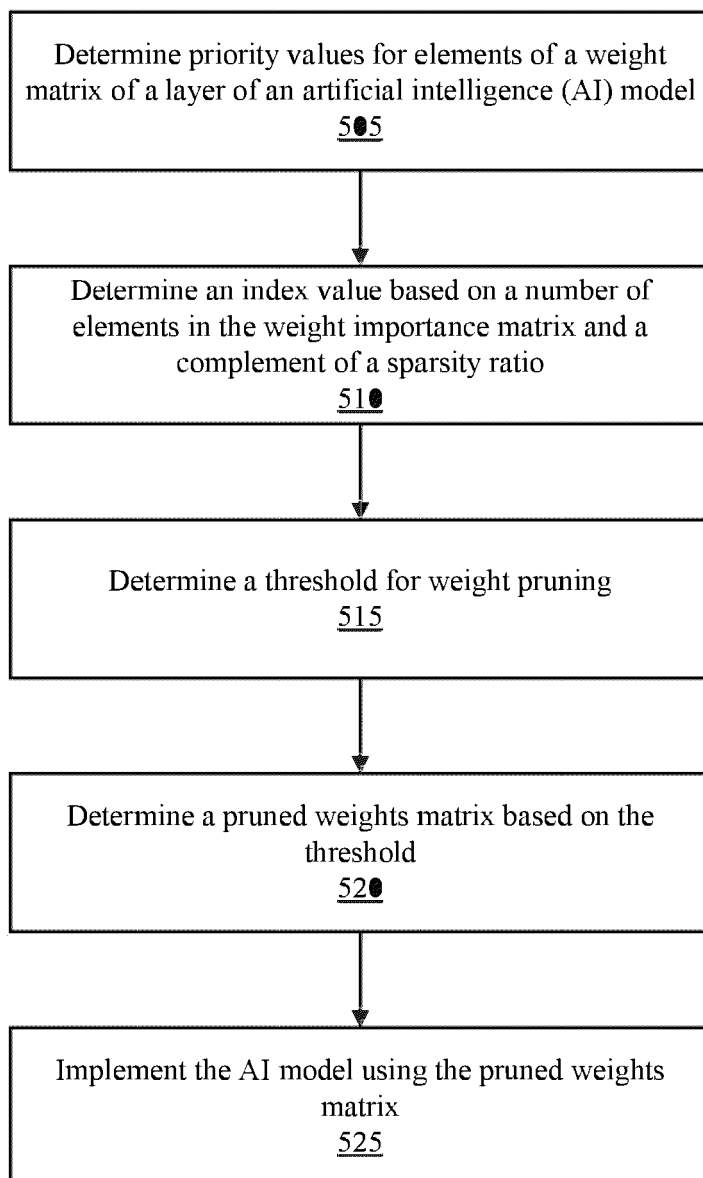 Determine priority values for elements of a weight
matrix of a layer of an artificial intelligence (AI) model
505
Determine an index value based on a number of
elements in the weight importance matrix and a
complement of a sparsity ratio
510
Determine a threshold for weight pruning
515
Determine a pruned weights matrix based on the
threshold
520
Implement the AI model using the pruned weights
matrix
525